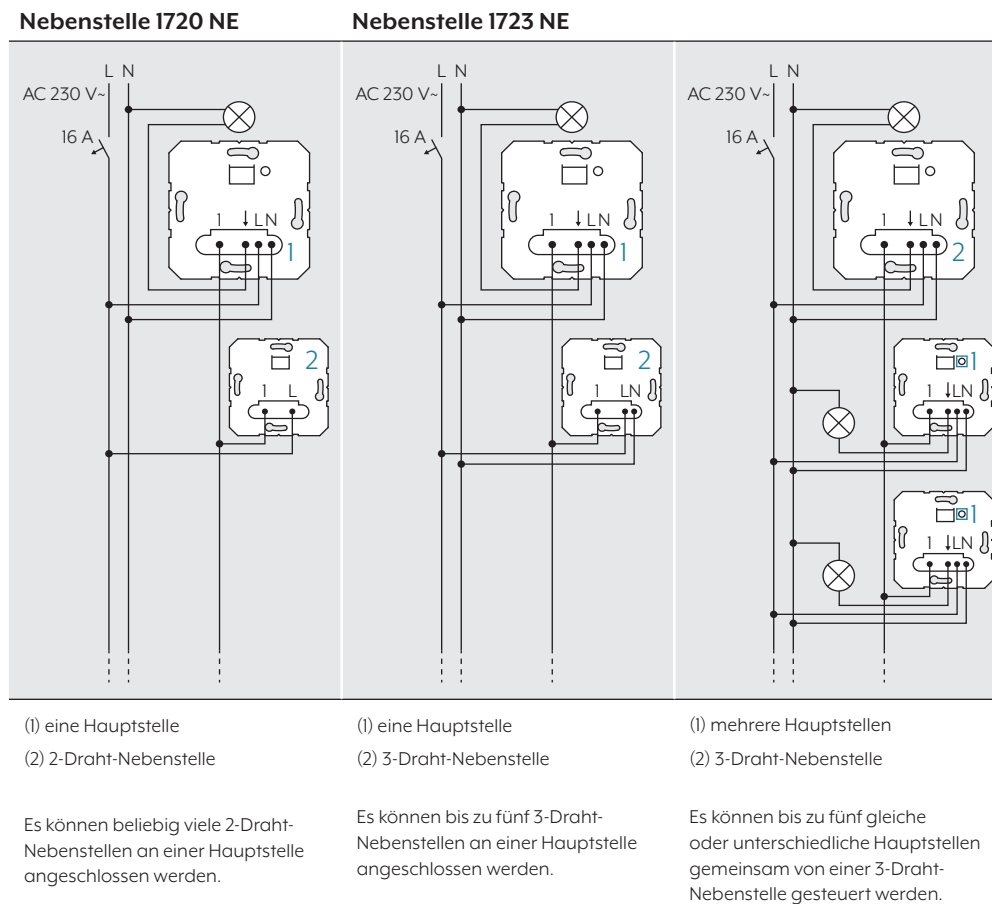 Nebenstelle 1720 NE
L N
AC 230 V~
16 A
1 ↓ L N
1
2
1 L
(1) eine Hauptstelle
(2) 2-Draht-Nebenstelle
Es können beliebig viele 2-Draht-
Nebenstellen an einer Hauptstelle
angeschlossen werden.
Nebenstelle 1723 NE
L N
AC 230 V~
16 A
1 ↓ L N
1
2
1 LN
(1) eine Hauptstelle
(2) 3-Draht-Nebenstelle
Es können bis zu fünf 3-Draht-
Nebenstellen an einer Hauptstelle
angeschlossen werden.
L N
AC 230 V~
16 A
1 ↓ L N
2
1
1 ↓LN
1
1 ↓LN
(1) mehrere Hauptstellen
(2) 3-Draht-Nebenstelle
Es können bis zu fünf gleiche
oder unterschiedliche Hauptstellen
gemeinsam von einer 3-Draht-
Nebenstelle gesteuert werden.